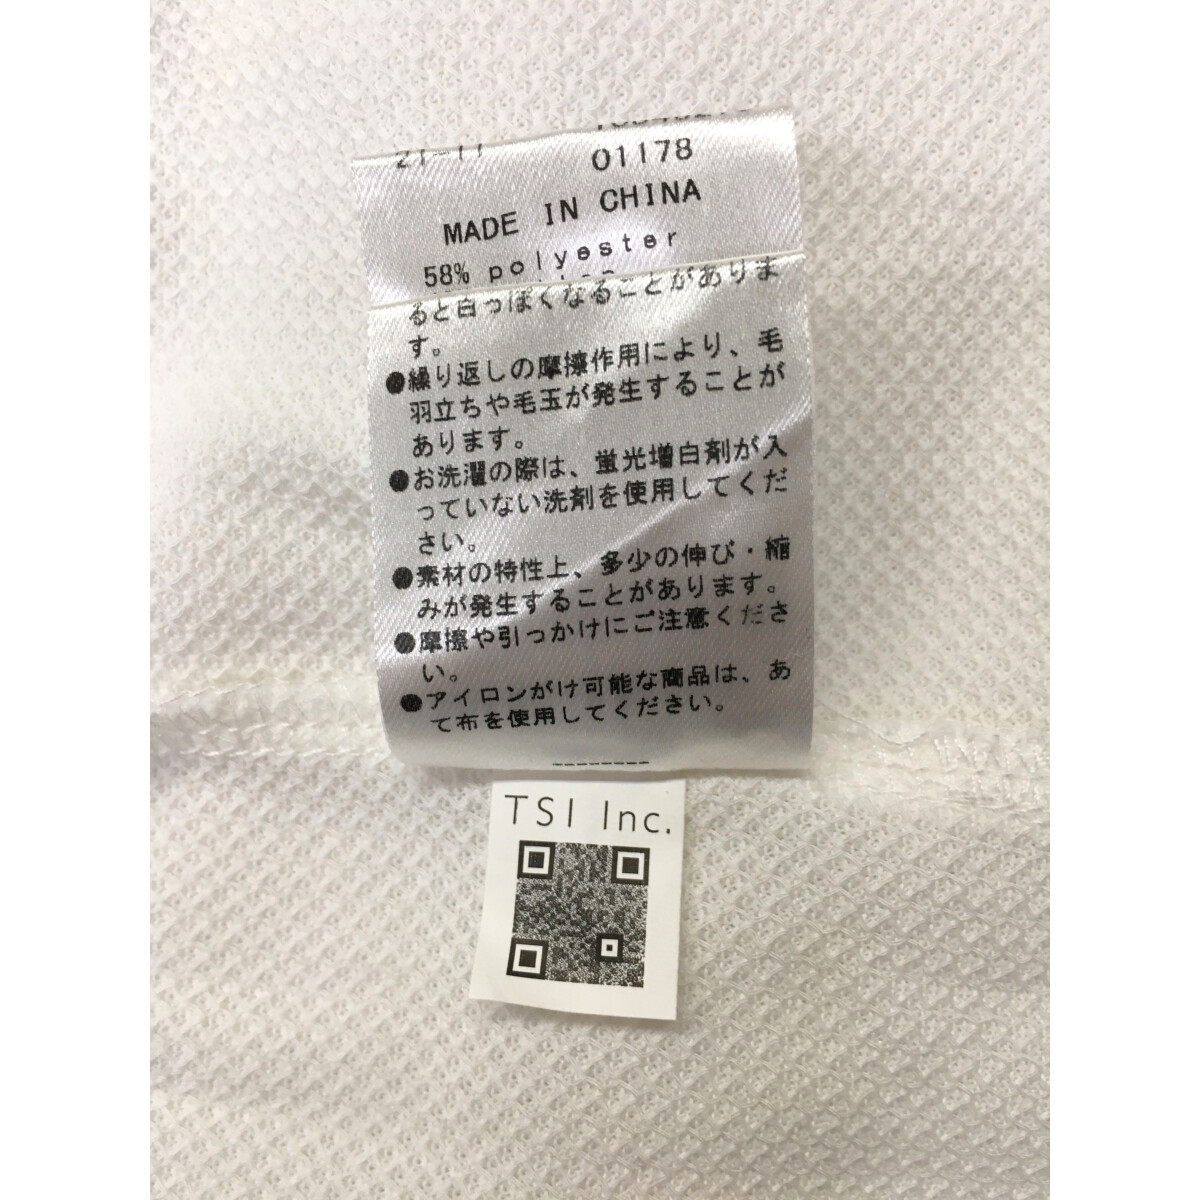 21-11
01178
MADE IN CHINA
58% polyester
ると白っぽくなることがありま
す。
●繰り返しの摩擦作用により、毛
羽立ちや毛玉が発生することが
あります。
●お洗濯の際は、蛍光増白剤が入
っていない洗剤を使用してくだ
さい。
●素材の特性上、多少の伸び・縮
みが発生することがあります。
●摩擦や引っかけにご注意くださ
い。
●アイロンがけ可能な商品は、あ
て布を使用してください。
TSI Inc.